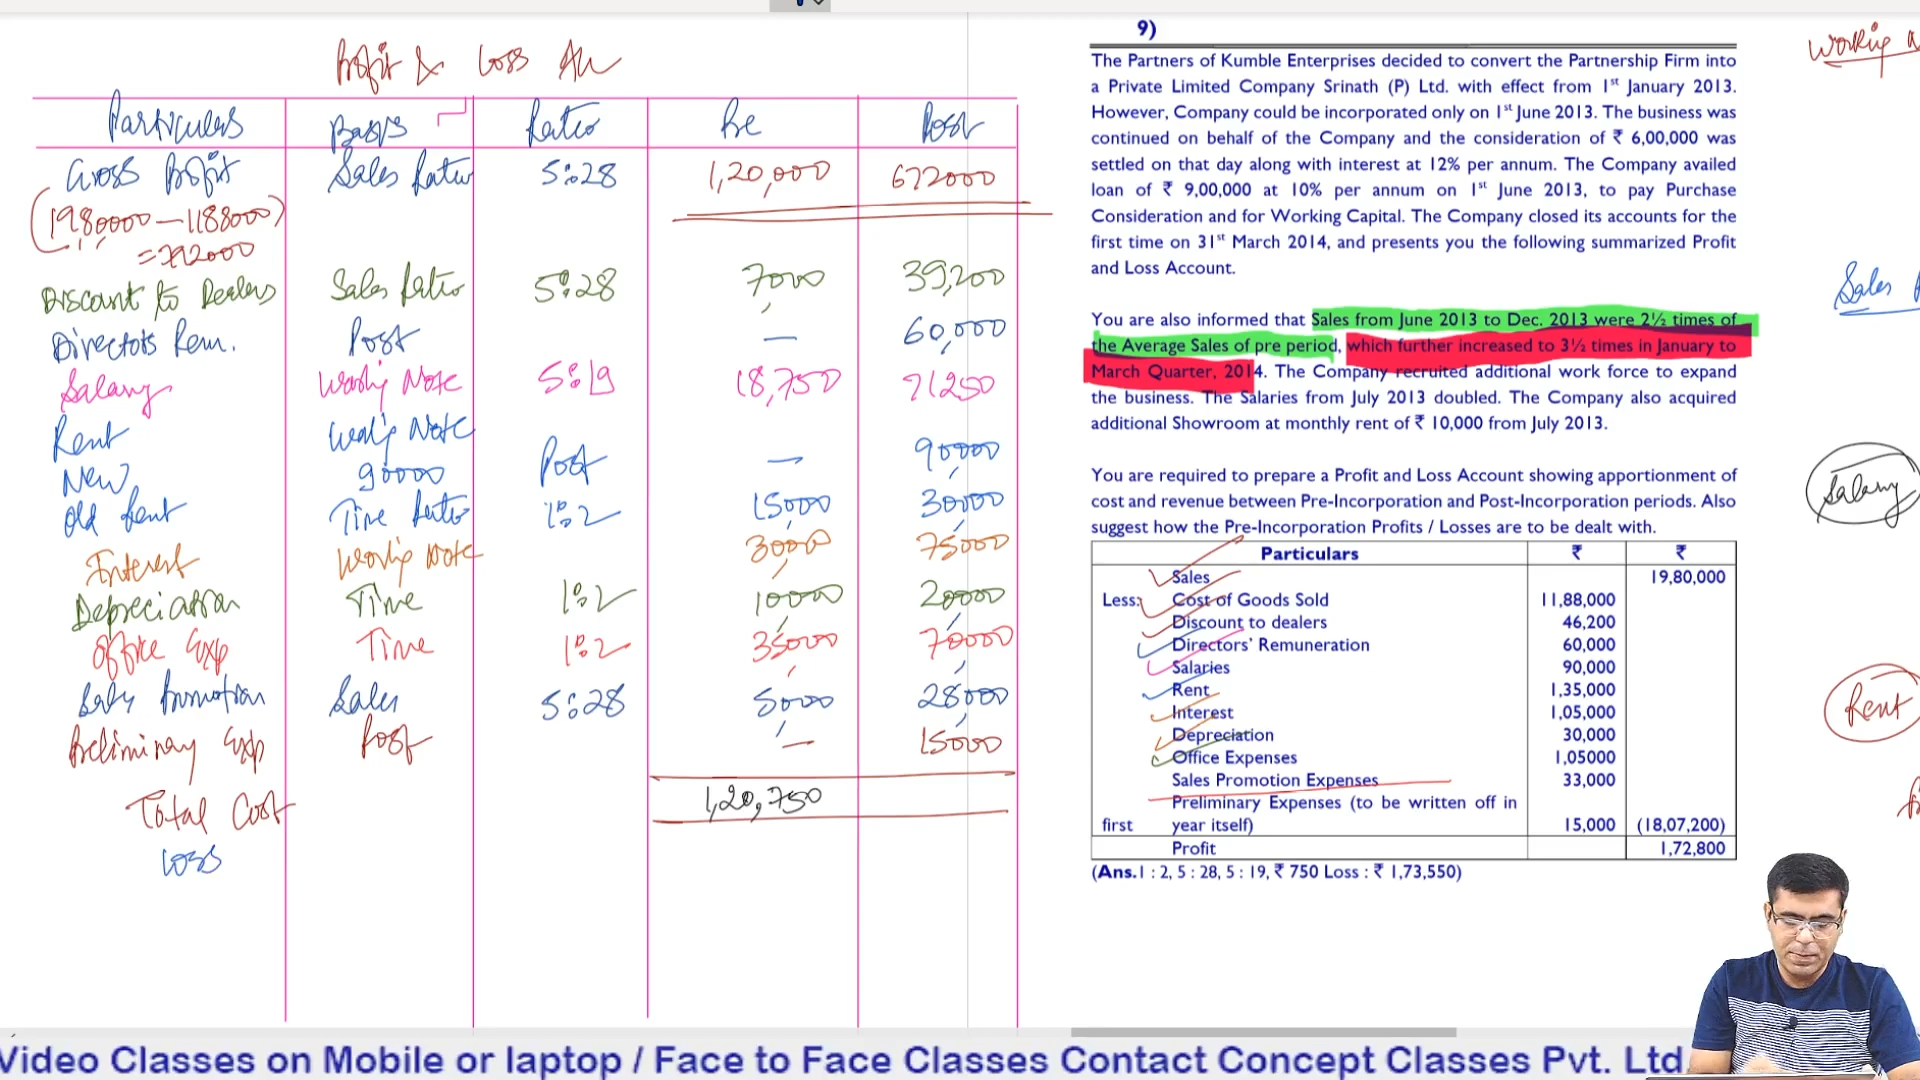 Profit & Loss A/c
Particulars Basis Ratio Pre Post
Gross Profit Sales Ratio 5:28 1,20,000 672000
(1980000 - 1188000)
= 792000
Discount to Dealers Sales Ratio 5:28 7000 39,200
Directors Rem. Post — 60,000
Salary Working Note 5:19 18,750 71250
Rent Working Note
New 90000 Post — 90000
Old Rent Time Ratio 1:2 15000 30000
Interest Working Note 30000 75000
Depreciation Time 1:2 10000 20000
Office Exp Time 1:2 35000 70000
Sales Promotion Sales 5:28 5000 28000
Preliminary Exp Post — 15000
Total Cost 1,20,750
Loss
9)
The Partners of Kumble Enterprises decided to convert the Partnership Firm into
a Private Limited Company Srinath (P) Ltd. with effect from 1st January 2013.
However, Company could be incorporated only on 1st June 2013. The business was
continued on behalf of the Company and the consideration of ₹ 6,00,000 was
settled on that day along with interest at 12% per annum. The Company availed
loan of ₹ 9,00,000 at 10% per annum on 1st June 2013, to pay Purchase
Consideration and for Working Capital. The Company closed its accounts for the
first time on 31st March 2014, and presents you the following summarized Profit
and Loss Account.
You are also informed that Sales from June 2013 to Dec. 2013 were 2½ times of
the Average Sales of pre period, which further increased to 3½ times in January to
March Quarter, 2014. The Company recruited additional work force to expand
the business. The Salaries from July 2013 doubled. The Company also acquired
additional Showroom at monthly rent of ₹ 10,000 from July 2013.
You are required to prepare a Profit and Loss Account showing apportionment of
cost and revenue between Pre-Incorporation and Post-Incorporation periods. Also
suggest how the Pre-Incorporation Profits / Losses are to be dealt with.
Particulars ₹ ₹
Sales 19,80,000
Less: Cost of Goods Sold 11,88,000
Discount to dealers 46,200
Directors' Remuneration 60,000
Salaries 90,000
Rent 1,35,000
Interest 1,05,000
Depreciation 30,000
Office Expenses 1,05000
Sales Promotion Expenses 33,000
Preliminary Expenses (to be written off in
first year itself) 15,000 (18,07,200)
Profit 1,72,800
(Ans.1 : 2, 5 : 28, 5 : 19, ₹ 750 Loss : ₹ 1,73,550)
Working
Sales
Salary
Rent
Video Classes on Mobile or laptop / Face to Face Classes Contact Concept Classes Pvt. Ltd